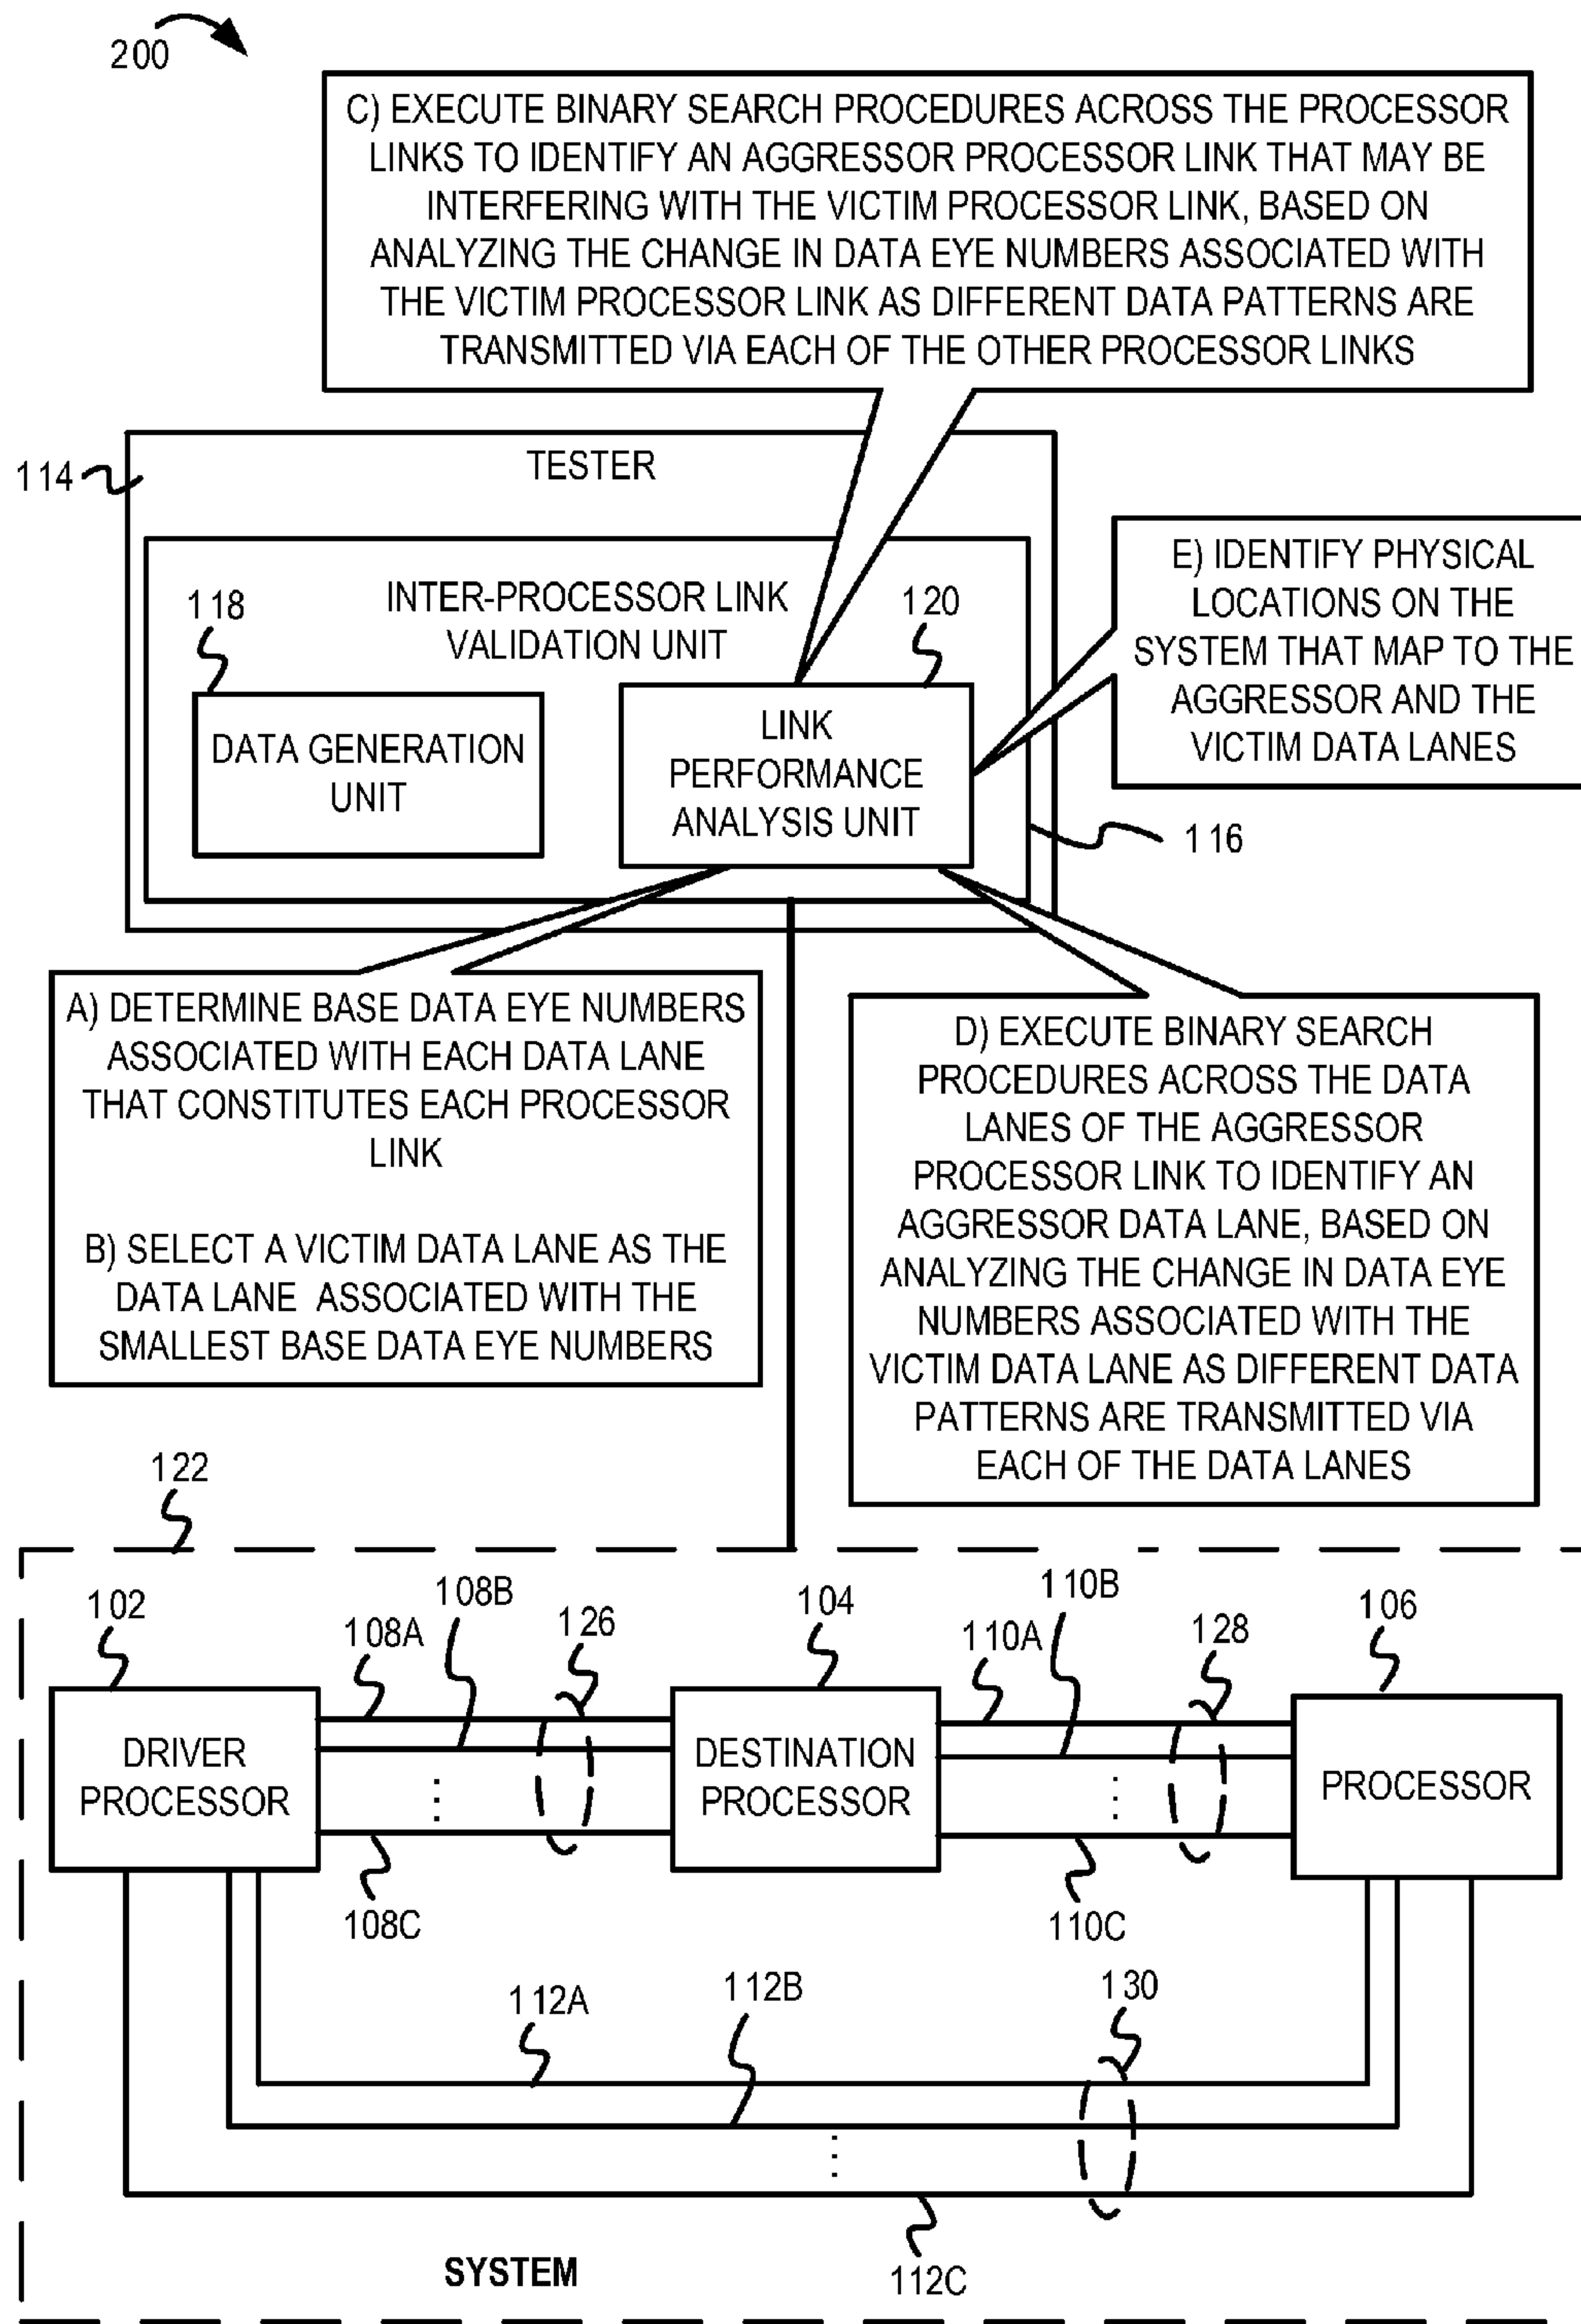 200
C) EXECUTE BINARY SEARCH PROCEDURES ACROSS THE PROCESSOR
LINKS TO IDENTIFY AN AGGRESSOR PROCESSOR LINK THAT MAY BE
INTERFERING WITH THE VICTIM PROCESSOR LINK, BASED ON
ANALYZING THE CHANGE IN DATA EYE NUMBERS ASSOCIATED WITH
THE VICTIM PROCESSOR LINK AS DIFFERENT DATA PATTERNS ARE
TRANSMITTED VIA EACH OF THE OTHER PROCESSOR LINKS
114
TESTER
E) IDENTIFY PHYSICAL
LOCATIONS ON THE
SYSTEM THAT MAP TO THE
AGGRESSOR AND THE
VICTIM DATA LANES
118
INTER-PROCESSOR LINK
VALIDATION UNIT
120
DATA GENERATION
UNIT
LINK
PERFORMANCE
ANALYSIS UNIT
116
A) DETERMINE BASE DATA EYE NUMBERS
ASSOCIATED WITH EACH DATA LANE
THAT CONSTITUTES EACH PROCESSOR
LINK
B) SELECT A VICTIM DATA LANE AS THE
DATA LANE ASSOCIATED WITH THE
SMALLEST BASE DATA EYE NUMBERS
D) EXECUTE BINARY SEARCH
PROCEDURES ACROSS THE DATA
LANES OF THE AGGRESSOR
PROCESSOR LINK TO IDENTIFY AN
AGGRESSOR DATA LANE, BASED ON
ANALYZING THE CHANGE IN DATA EYE
NUMBERS ASSOCIATED WITH THE
VICTIM DATA LANE AS DIFFERENT DATA
PATTERNS ARE TRANSMITTED VIA
EACH OF THE DATA LANES
122
102
108A
108B
126
104
110A
110B
128
106
DRIVER
PROCESSOR
DESTINATION
PROCESSOR
PROCESSOR
108C
110C
112A
112B
130
SYSTEM
112C